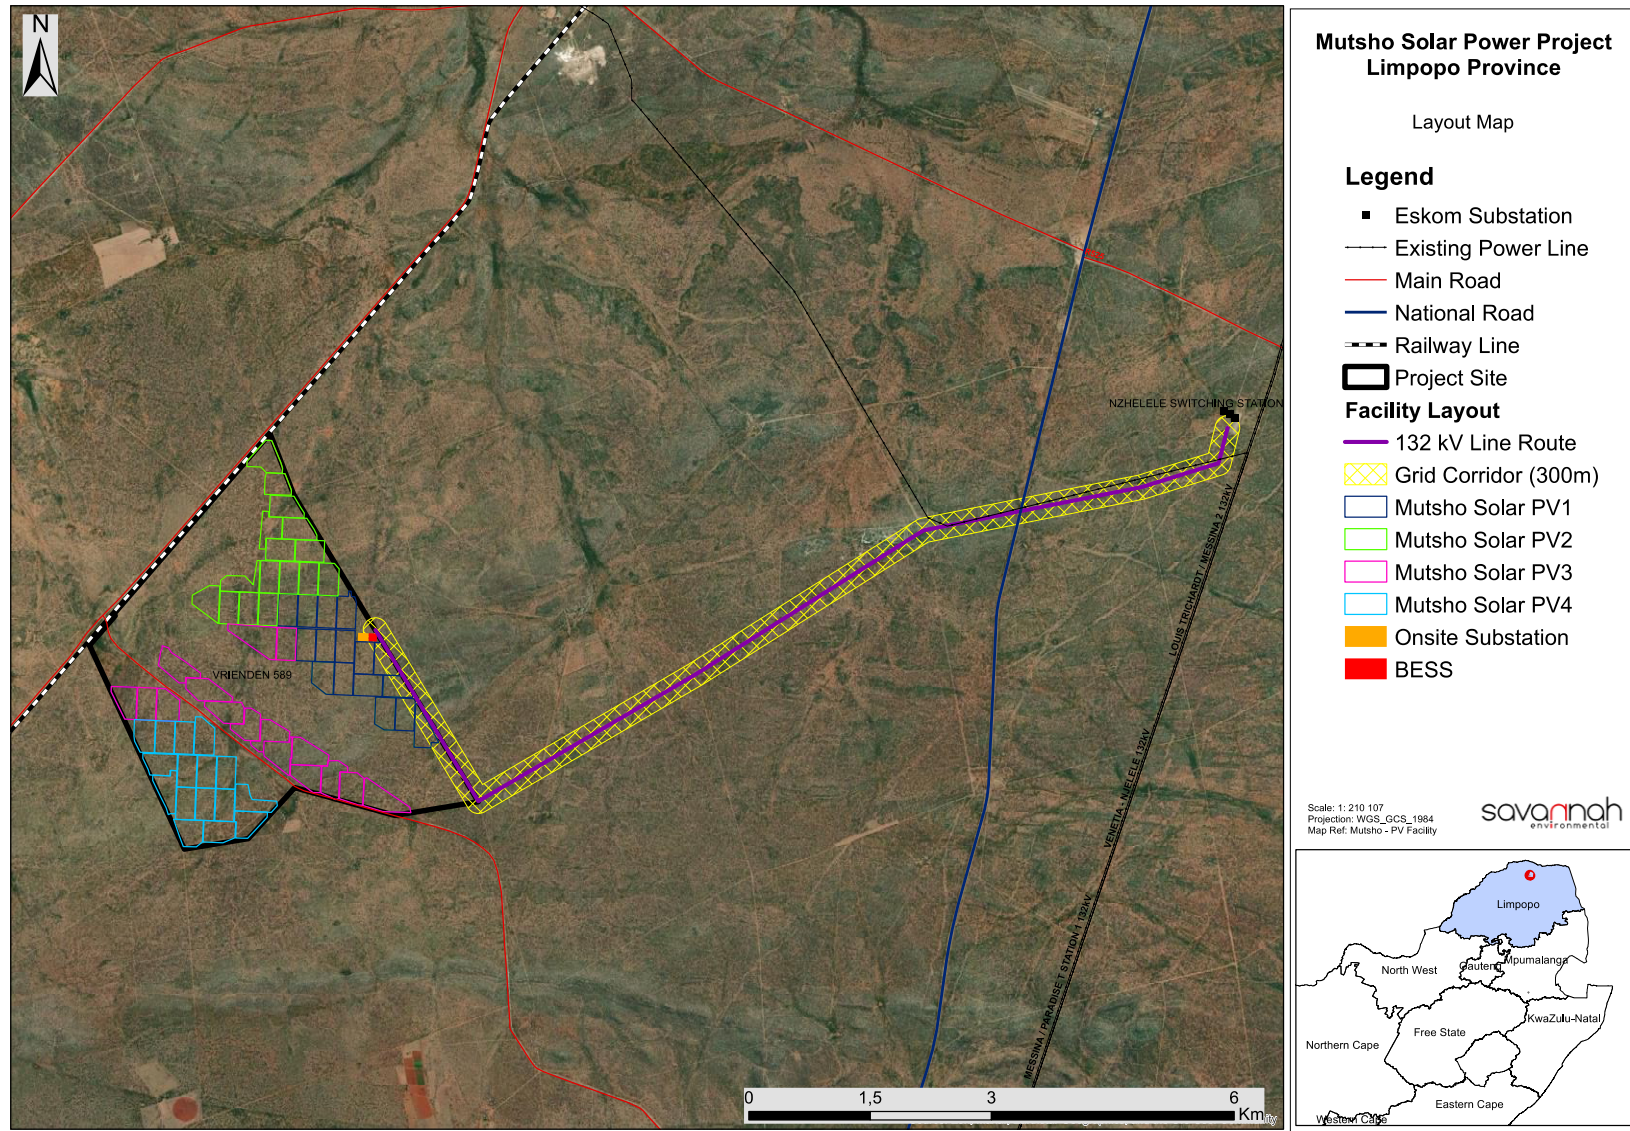 N
NZHELELE SWITCHING STATION
VRIENDEN 589
LOUIS TRICHARDT / MESSINA 2 132kV
VENETIA - NJELELE 132kV
MESSINA / PARADISE T STATION 1 132kV
0 1,5 3 6
Km
Mutsho Solar Power Project
Limpopo Province
Layout Map
Legend
Eskom Substation
Existing Power Line
Main Road
National Road
Railway Line
Project Site
Facility Layout
132 kV Line Route
Grid Corridor (300m)
Mutsho Solar PV1
Mutsho Solar PV2
Mutsho Solar PV3
Mutsho Solar PV4
Onsite Substation
BESS
Scale: 1: 210 107
Projection: WGS_GCS_1984
Map Ref: Mutsho - PV Facility
savannah
environmental
Limpopo
North West
Gauteng
Mpumalanga
Free State
KwaZulu-Natal
Northern Cape
Eastern Cape
Western Cape